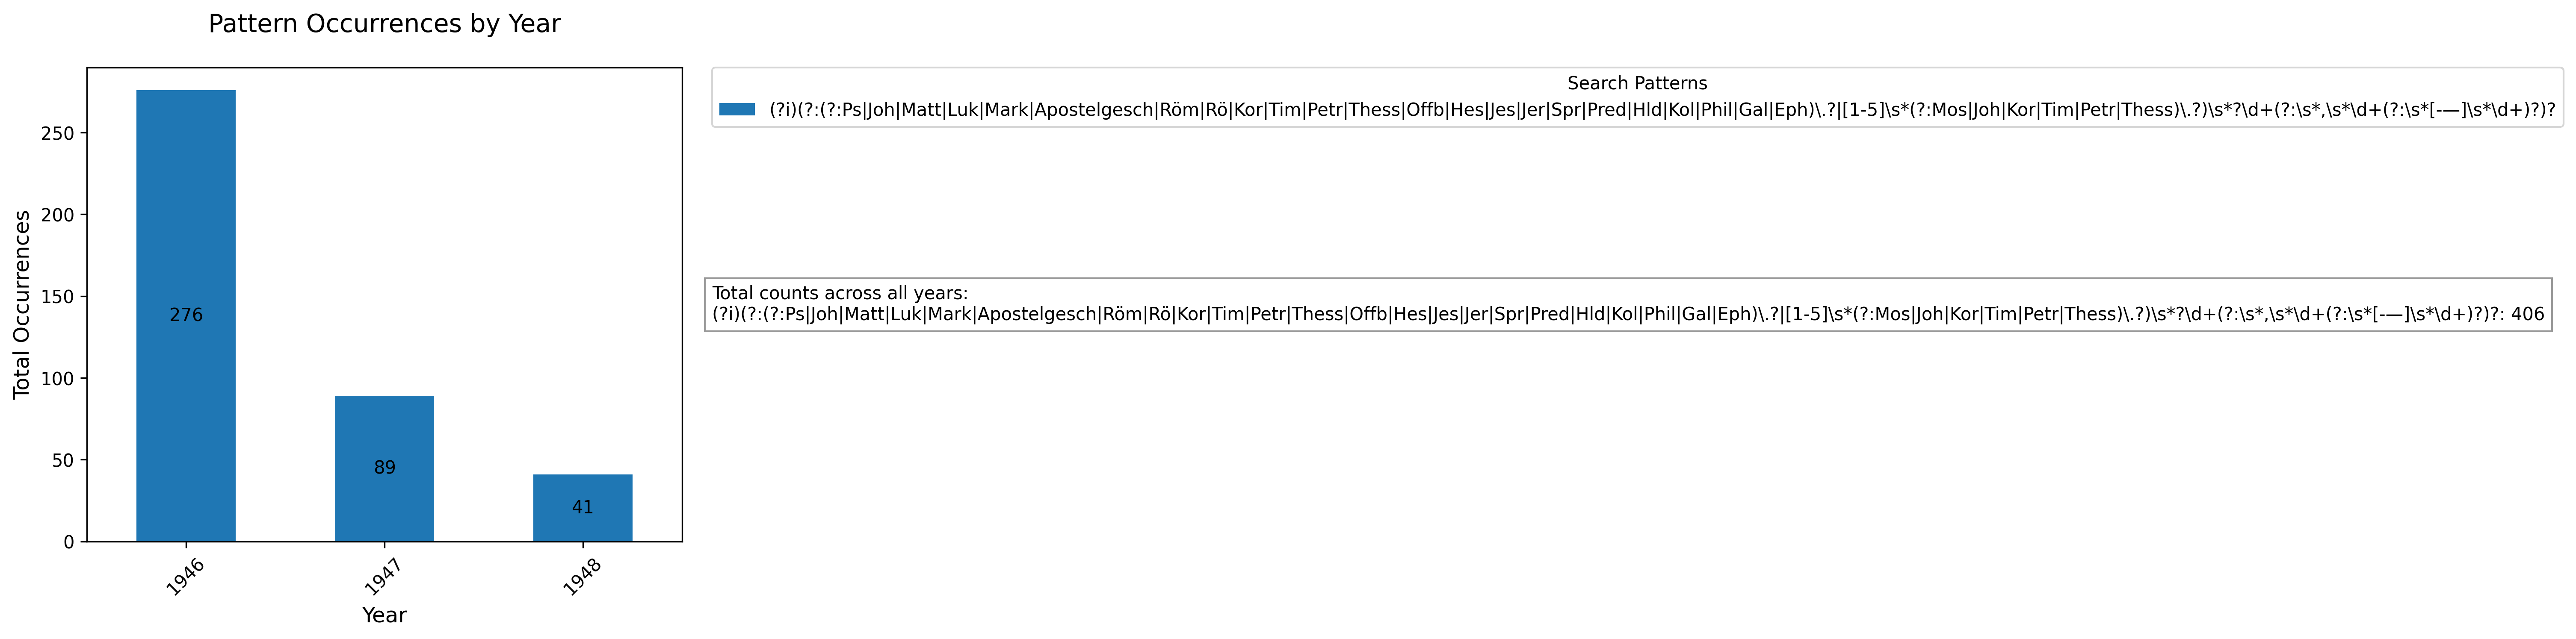 Pattern Occurrences by Year
Total Occurrences
250
200
150
100
50
0
276
89
41
1946
1947
1948
Year
Search Patterns
(?i)(?:(?:Ps|Joh|Matt|Luk|Mark|Apostelgesch|Röm|Rö|Kor|Tim|Petr|Thess|Offb|Hes|Jes|Jer|Spr|Pred|Hld|Kol|Phil|Gal|Eph)\.?|[1-5]\s*(?:Mos|Joh|Kor|Tim|Petr|Thess)\.?)\s*?\d+(?:\s*,\s*\d+(?:\s*[-—]\s*\d+)?)?
Total counts across all years:
(?i)(?:(?:Ps|Joh|Matt|Luk|Mark|Apostelgesch|Röm|Rö|Kor|Tim|Petr|Thess|Offb|Hes|Jes|Jer|Spr|Pred|Hld|Kol|Phil|Gal|Eph)\.?|[1-5]\s*(?:Mos|Joh|Kor|Tim|Petr|Thess)\.?)\s*?\d+(?:\s*,\s*\d+(?:\s*[-—]\s*\d+)?)?: 406